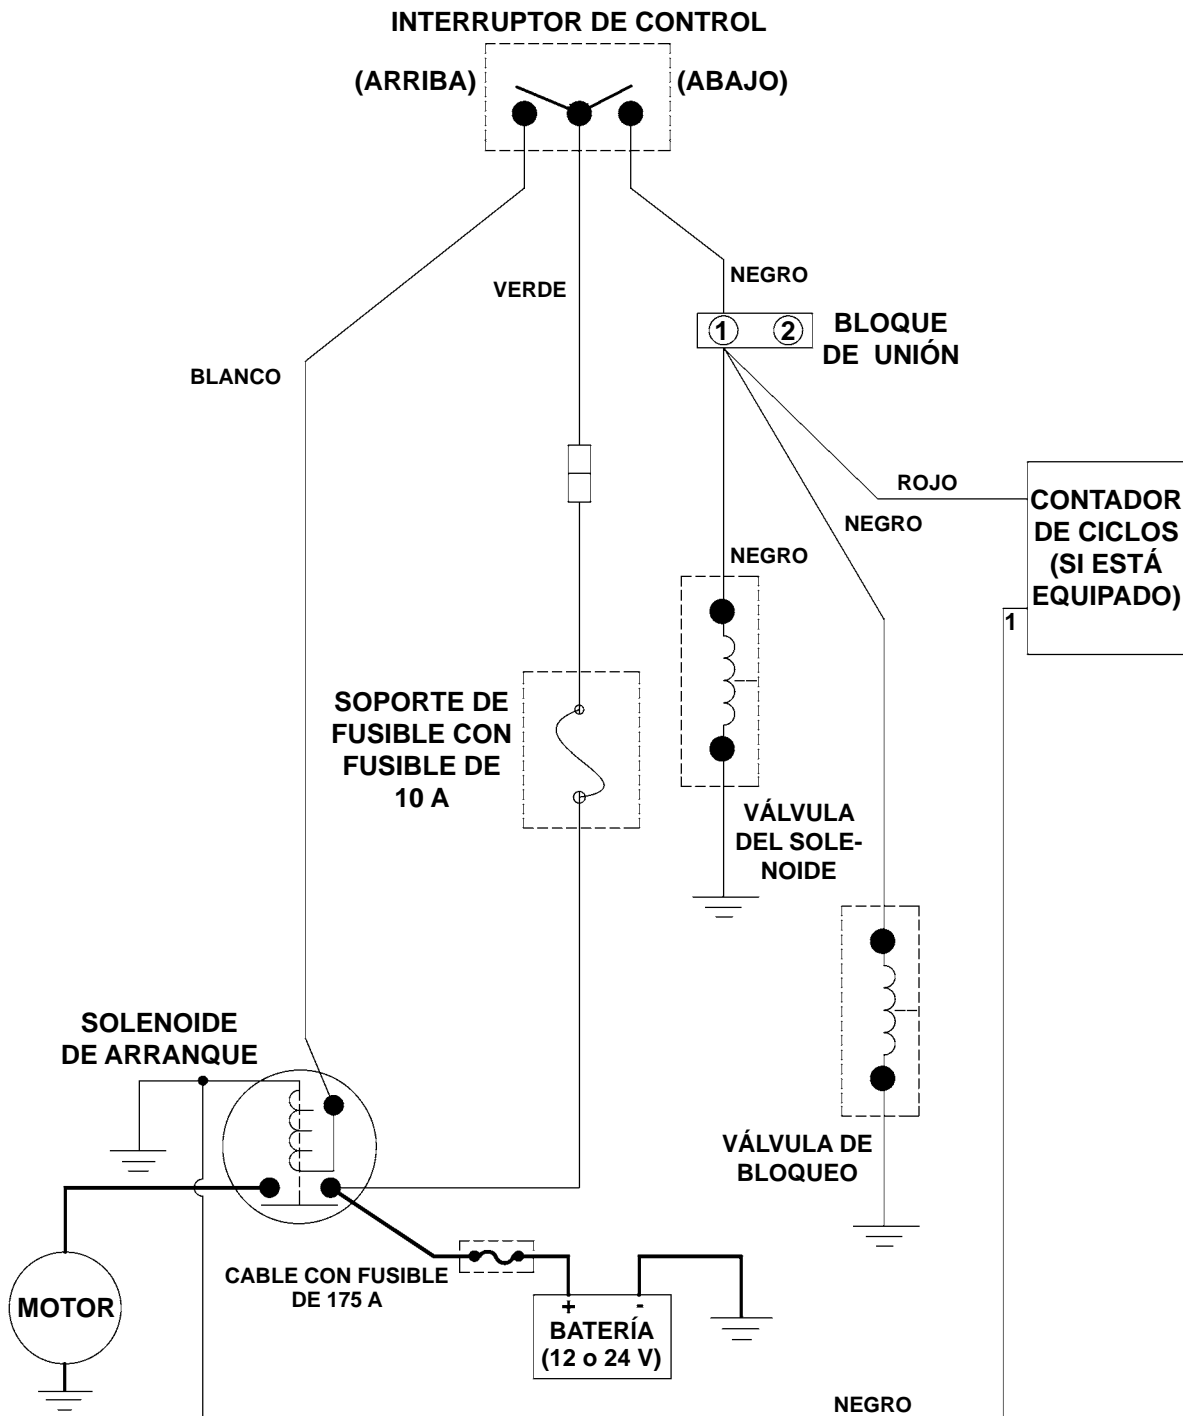 INTERRUPTOR DE CONTROL
(ARRIBA)
(ABAJO)
NEGRO
VERDE
1
2
BLOQUE
DE UNIÓN
BLANCO
ROJO
NEGRO
NEGRO
CONTADOR
DE CICLOS
(SI ESTÁ
EQUIPADO)
1
SOPORTE DE
FUSIBLE CON
FUSIBLE DE
10 A
VÁLVULA
DEL SOLE-
NOIDE
SOLENOIDE
DE ARRANQUE
VÁLVULA DE
BLOQUEO
CABLE CON FUSIBLE
DE 175 A
MOTOR
+
-
BATERÍA
(12 o 24 V)
NEGRO